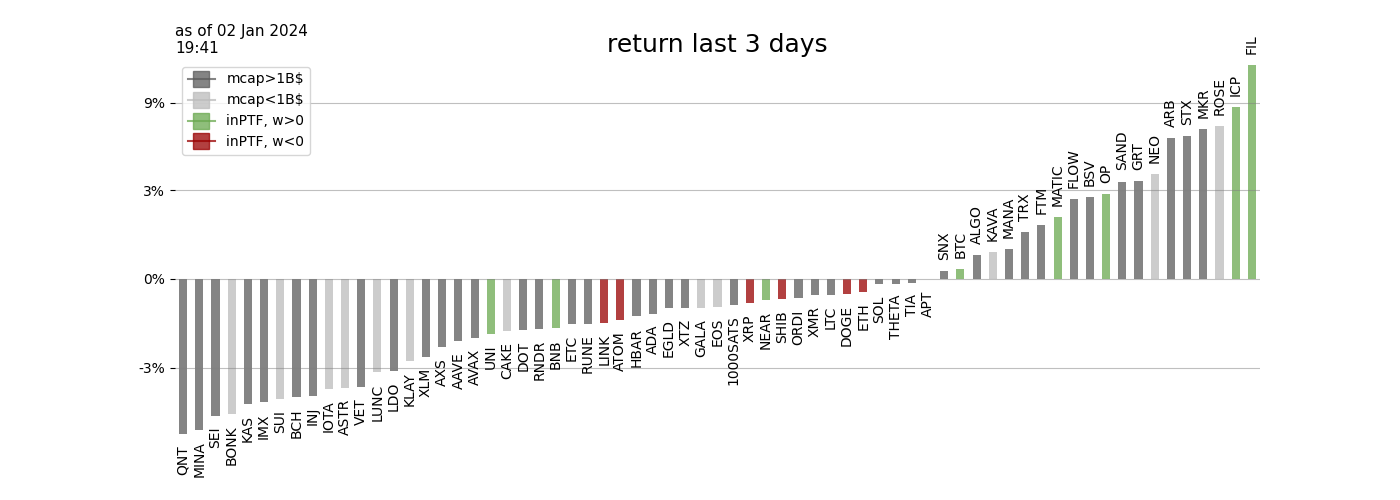 as of 02 Jan 2024
19:41
return last 3 days
mcap>1B$
mcap<1B$
inPTF, w>0
inPTF, w<0
9%
3%
0%
-3%
QNT
MINA
SEI
BONK
KAS
IMX
SUI
BCH
INJ
IOTA
ASTR
VET
LUNC
LDO
KLAY
XLM
AXS
AAVE
AVAX
UNI
CAKE
DOT
RNDR
BNB
ETC
RUNE
LINK
ATOM
HBAR
ADA
EGLD
XTZ
GALA
EOS
1000SATS
XRP
NEAR
SHIB
ORDI
XMR
LTC
DOGE
ETH
SOL
THETA
TIA
APT
SNX
BTC
ALGO
KAVA
MANA
TRX
FTM
MATIC
FLOW
BSV
OP
SAND
GRT
NEO
ARB
STX
MKR
ROSE
ICP
FIL